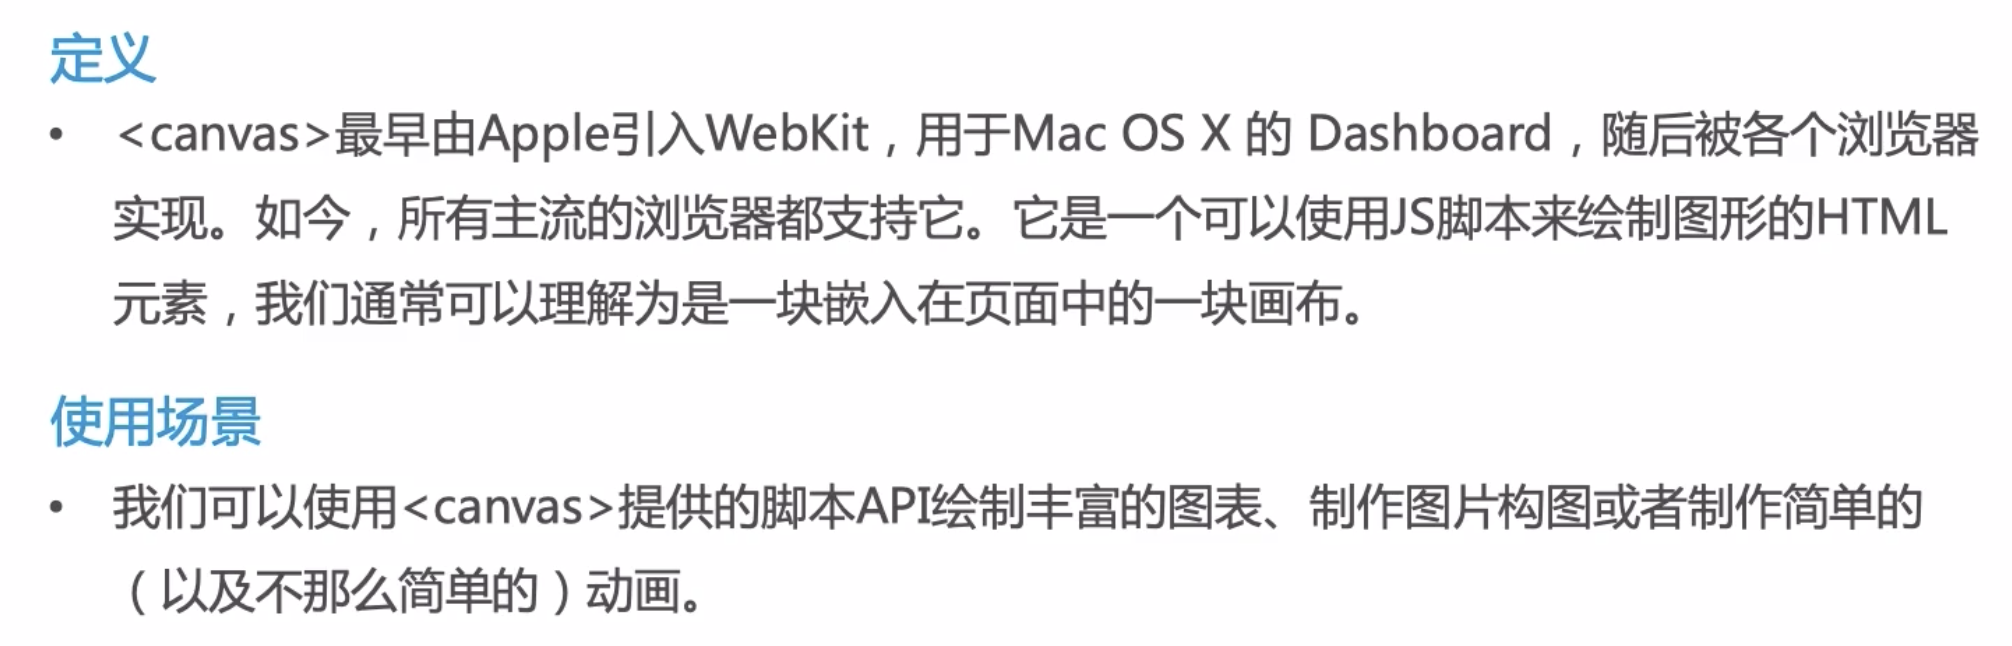 定义
• <canvas>最早由Apple引入WebKit，用于Mac OS X 的 Dashboard，随后被各个浏览器
实现。如今，所有主流的浏览器都支持它。它是一个可以使用JS脚本来绘制图形的HTML
元素，我们通常可以理解为是一块嵌入在页面中的一块画布。
使用场景
• 我们可以使用<canvas>提供的脚本API绘制丰富的图表、制作图片构图或者制作简单的
（以及不那么简单的）动画。